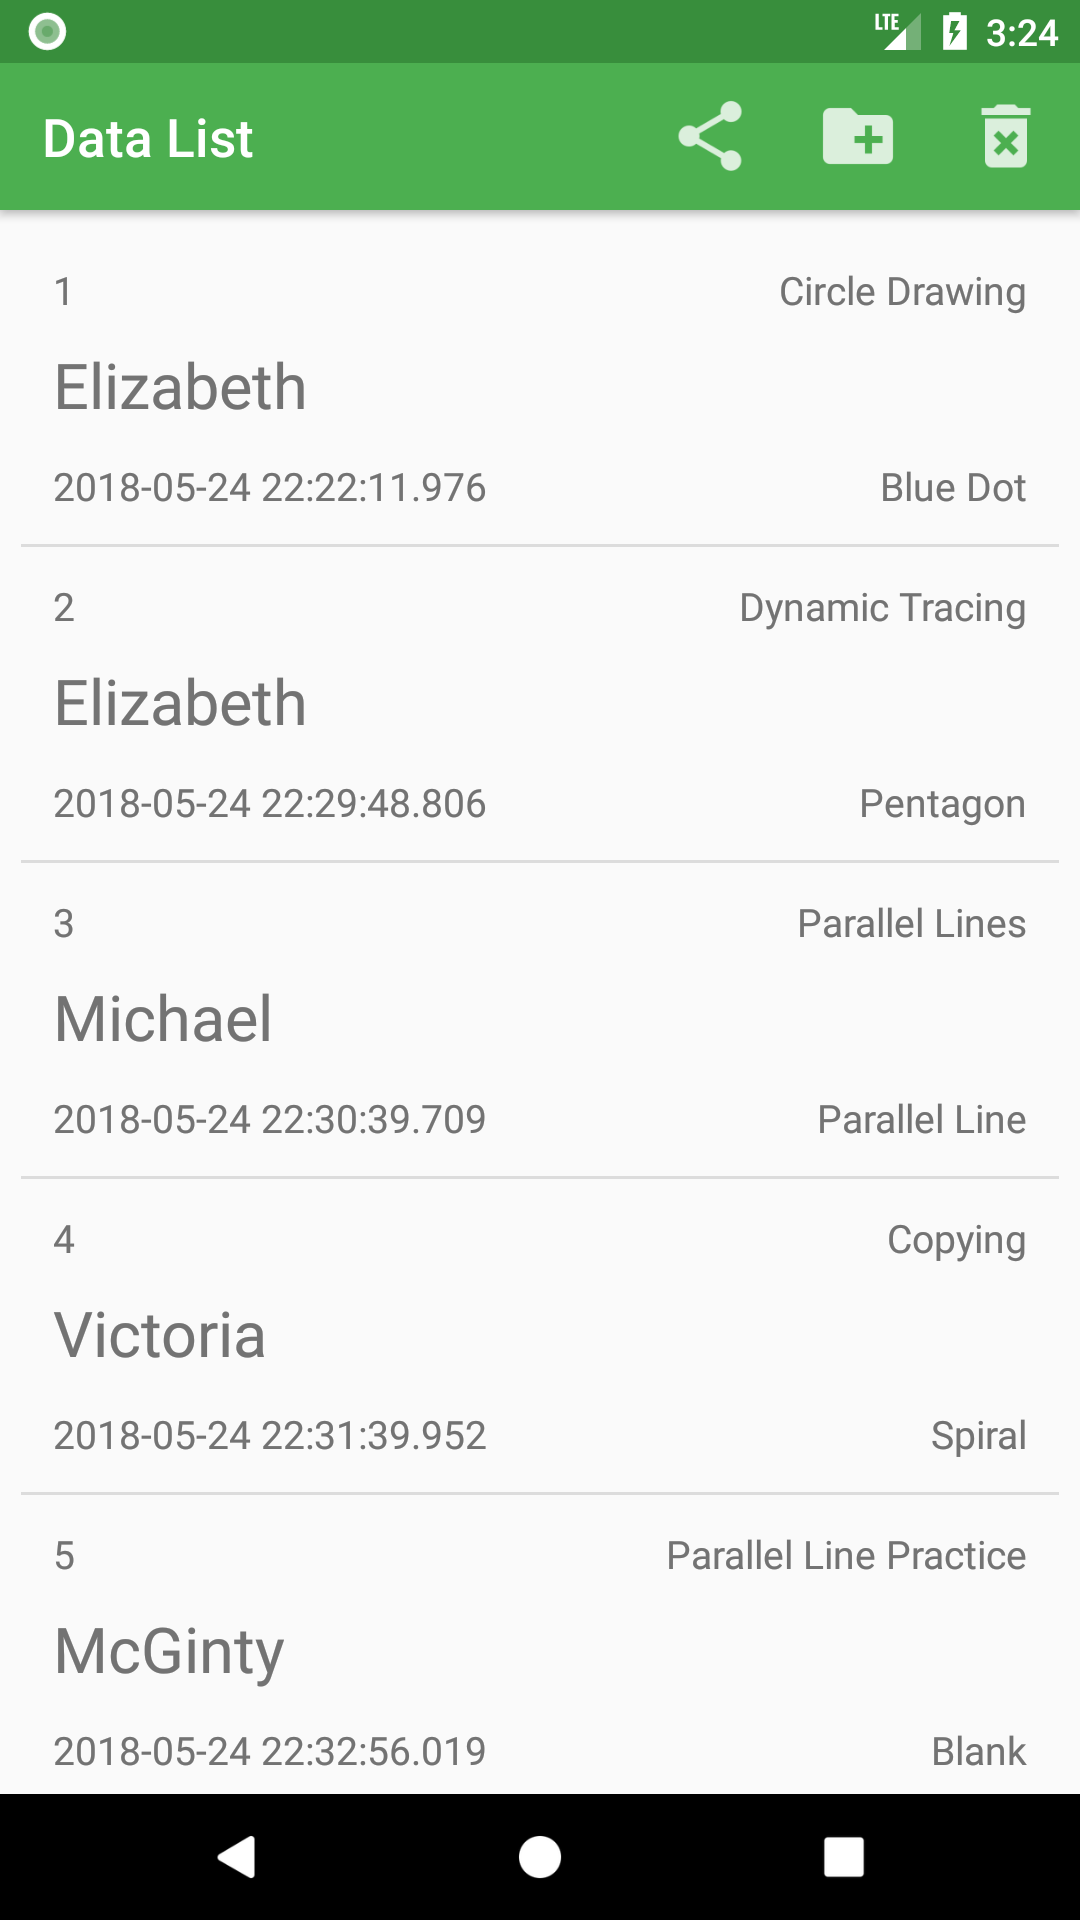 LTE 3:24
Data List
1 Circle Drawing
Elizabeth
2018-05-24 22:22:11.976 Blue Dot
2 Dynamic Tracing
Elizabeth
2018-05-24 22:29:48.806 Pentagon
3 Parallel Lines
Michael
2018-05-24 22:30:39.709 Parallel Line
4 Copying
Victoria
2018-05-24 22:31:39.952 Spiral
5 Parallel Line Practice
McGinty
2018-05-24 22:32:56.019 Blank